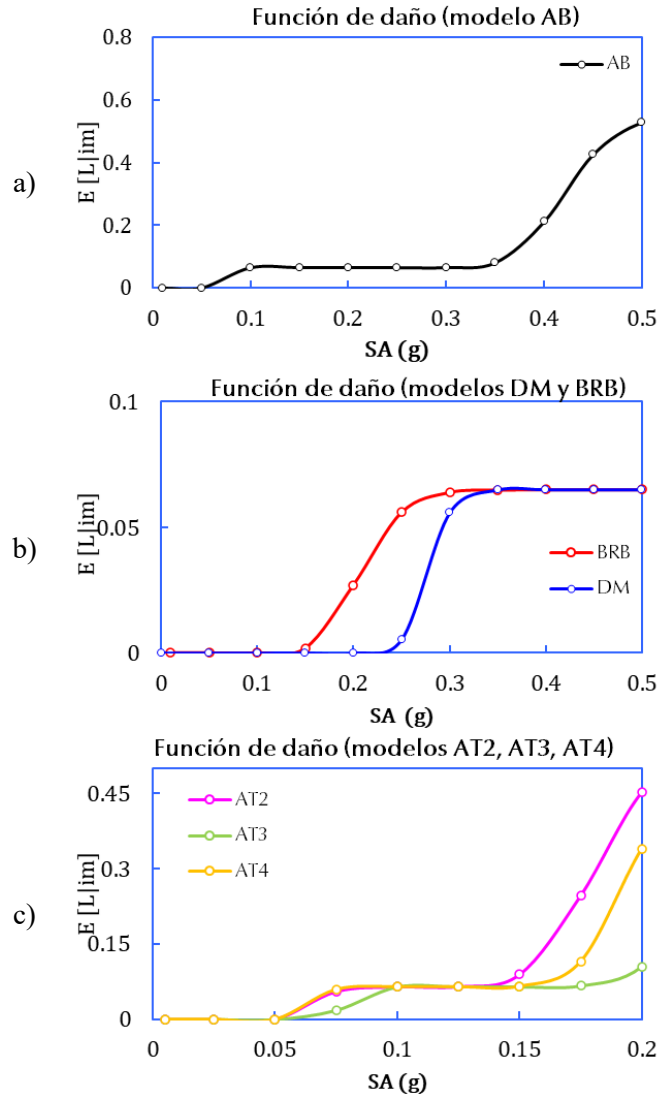 Función de daño (modelo AB)
0.8
0.6
0.4
0.2
0
E [L|im]
AB
a)
0 0.1 0.2 0.3 0.4 0.5
SA (g)
Función de daño (modelos DM y BRB)
0.1
0.05
0
E [L|im]
BRB
DM
b)
0 0.1 0.2 0.3 0.4 0.5
SA (g)
Función de daño (modelos AT2, AT3, AT4)
0.45
0.3
0.15
0
E [L|im]
AT2
AT3
AT4
c)
0 0.05 0.1 0.15 0.2
SA (g)